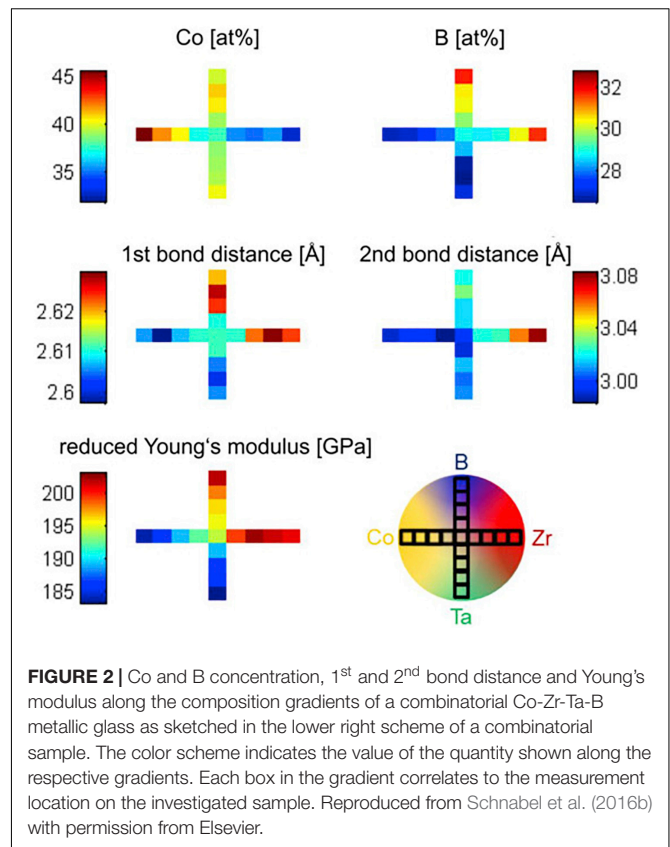 Co [at%]
B [at%]
45
40
35
32
30
28
1st bond distance [Å]
2nd bond distance [Å]
2.62
2.61
2.6
3.08
3.04
3.00
reduced Young‘s modulus [GPa]
200
195
190
185
B
Co
Zr
Ta
FIGURE 2 | Co and B concentration, 1st and 2nd bond distance and Young’s
modulus along the composition gradients of a combinatorial Co-Zr-Ta-B
metallic glass as sketched in the lower right scheme of a combinatorial
sample. The color scheme indicates the value of the quantity shown along the
respective gradients. Each box in the gradient correlates to the measurement
location on the investigated sample. Reproduced from Schnabel et al. (2016b)
with permission from Elsevier.